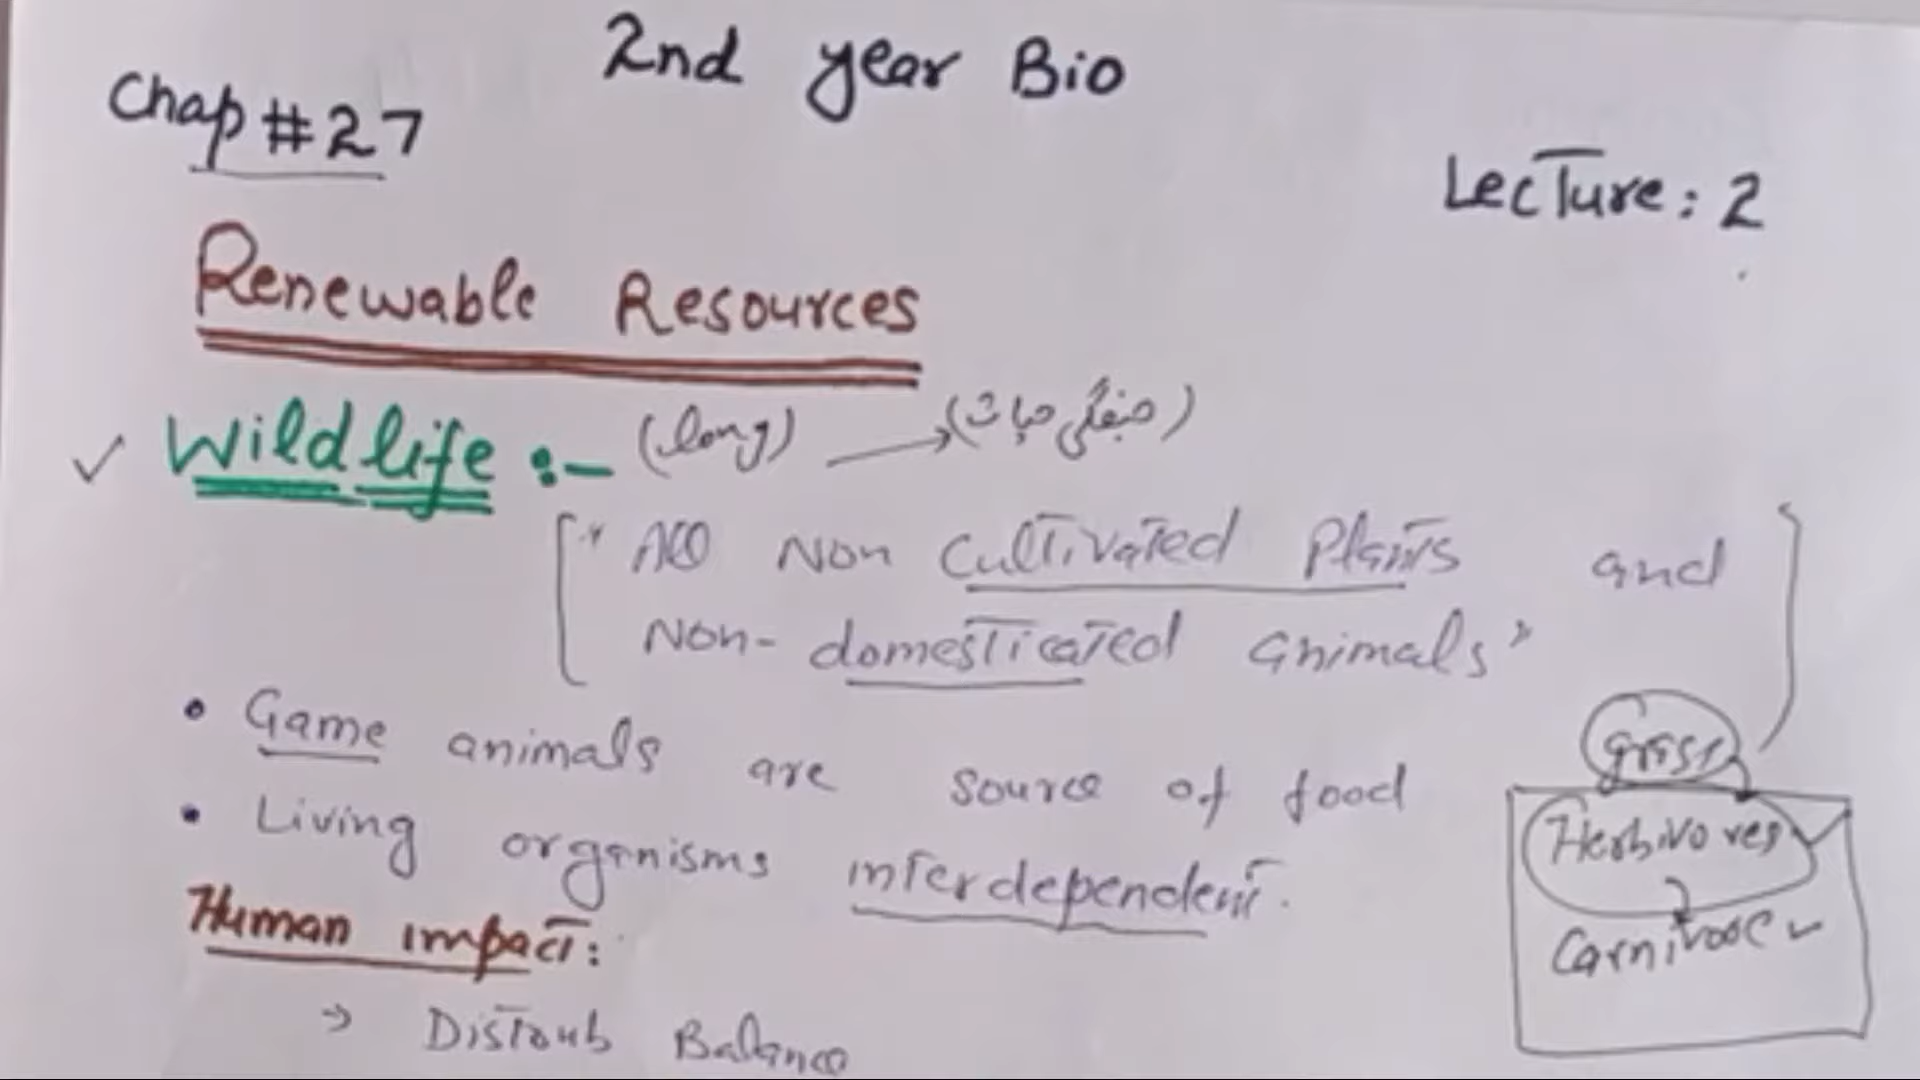 2nd year Bio
Chap #27
Lecture: 2
Renewable Resources
✓ Wildlife :- (long) → (جنگلی حیات)
" All Non Cultivated Plants and
Non-domesticated animals"
• Game animals are source of food
• Living organisms interdependent.
grass
Herbivores
Carnivore
Human impact:
→ Distoub Balance